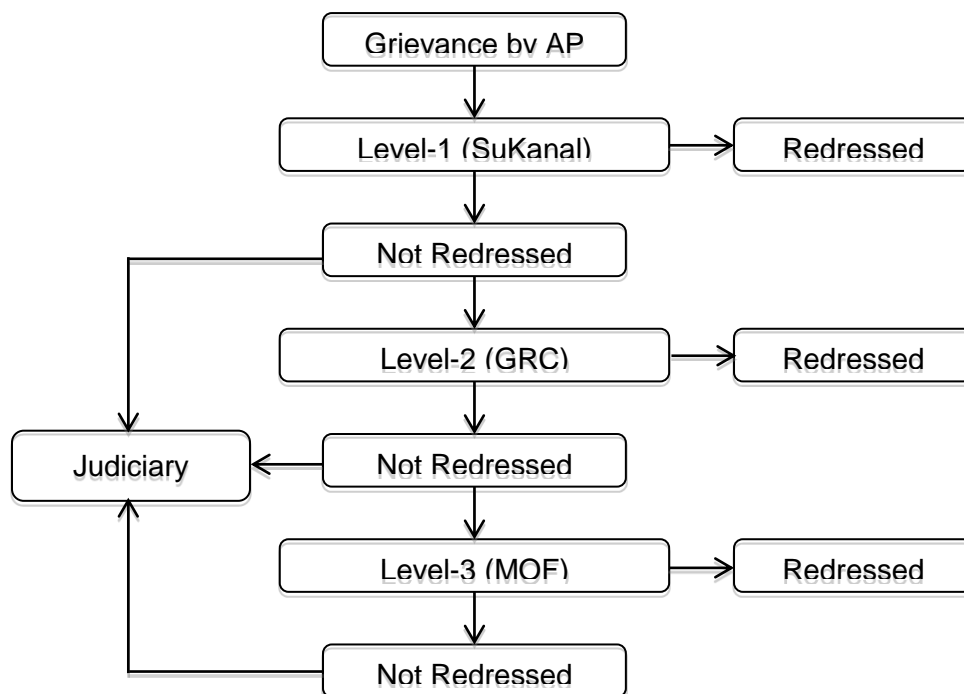 Grievance by AP
Level-1 (SuKanal)
Redressed
Not Redressed
Level-2 (GRC)
Redressed
Judiciary
Not Redressed
Level-3 (MOF)
Redressed
Not Redressed